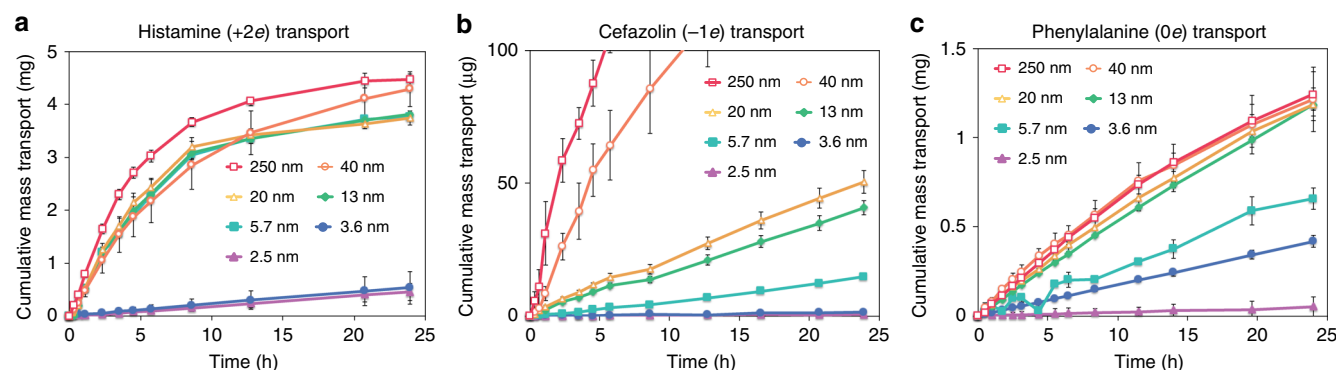 a
Histamine (+2e) transport
Cumulative mass transport (mg)
5
4
3
2
1
0
250 nm
40 nm
20 nm
13 nm
5.7 nm
3.6 nm
2.5 nm
0 5 10 15 20 25
Time (h)
b
Cefazolin (−1e) transport
Cumulative mass transport (µg)
100
50
0
250 nm
40 nm
20 nm
13 nm
5.7 nm
3.6 nm
2.5 nm
0 5 10 15 20 25
Time (h)
c
Phenylalanine (0e) transport
Cumulative mass transport (mg)
1.5
1
0.5
0
250 nm
40 nm
20 nm
13 nm
5.7 nm
3.6 nm
2.5 nm
0 5 10 15 20 25
Time (h)